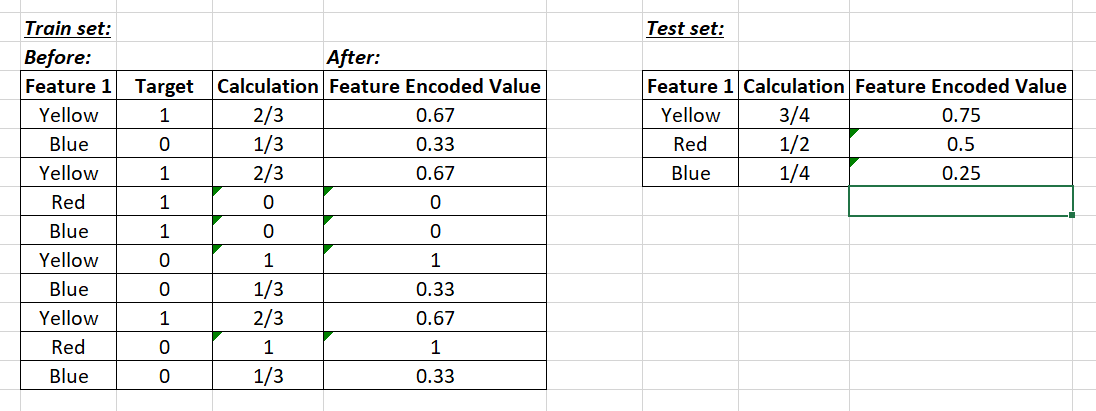 Train set: Test set:
Before: After:
Feature 1 Target Calculation Feature Encoded Value Feature 1 Calculation Feature Encoded Value
Yellow 1 2/3 0.67 Yellow 3/4 0.75
Blue 0 1/3 0.33 Red 1/2 0.5
Yellow 1 2/3 0.67 Blue 1/4 0.25
Red 1 0 0
Blue 1 0 0
Yellow 0 1 1
Blue 0 1/3 0.33
Yellow 1 2/3 0.67
Red 0 1 1
Blue 0 1/3 0.33